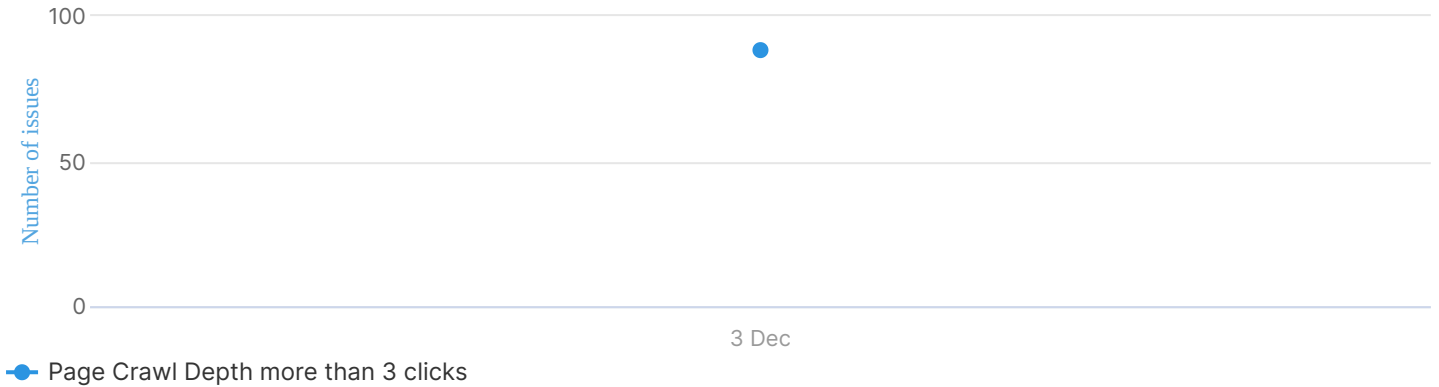 100
Number of issues
50
0
3 Dec
Page Crawl Depth more than 3 clicks